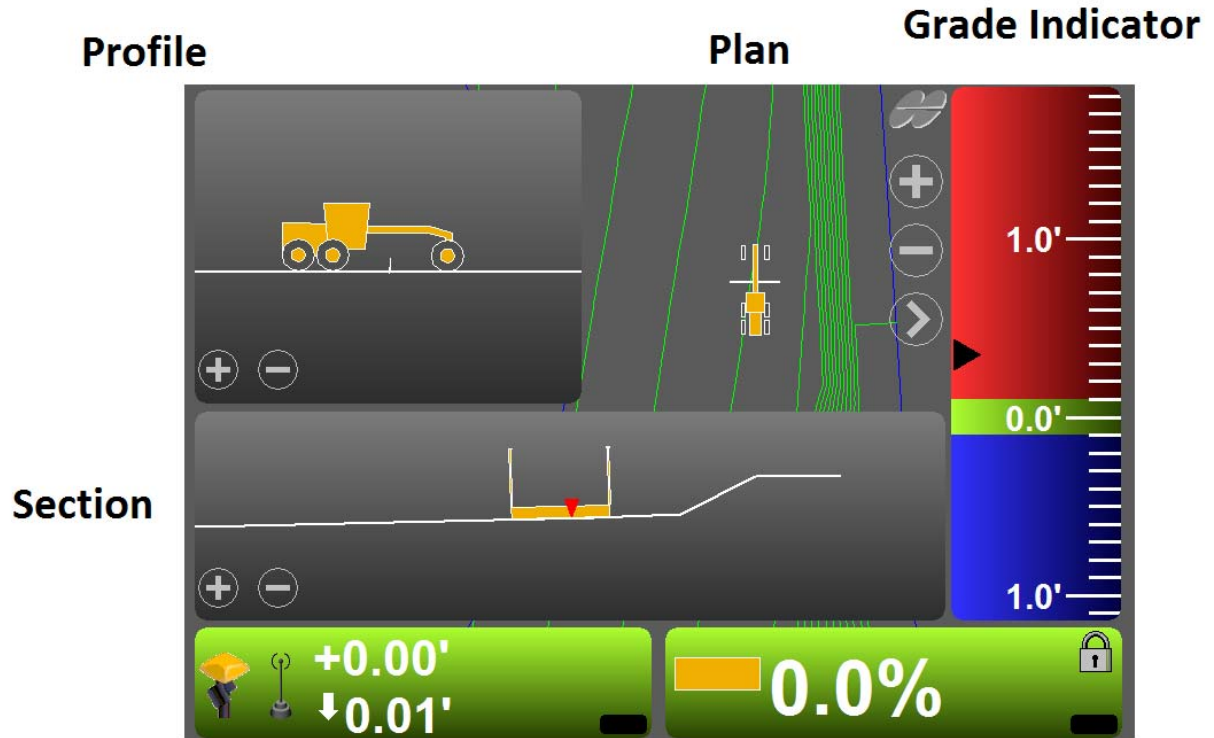 Profile
Plan
Grade Indicator
1.0'
0.0'
Section
1.0'
+0.00'
0.01'
0.0%